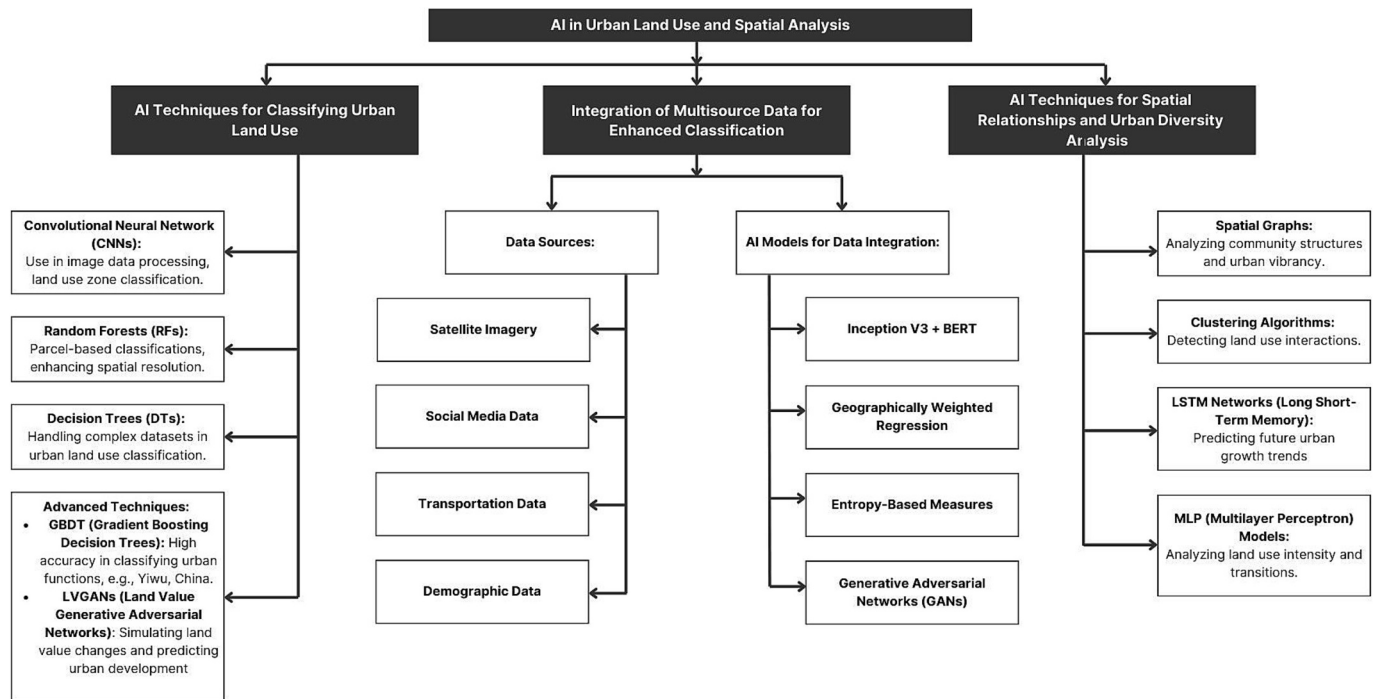 AI in Urban Land Use and Spatial Analysis
AI Techniques for Classifying Urban
Land Use
Integration of Multisource Data for
Enhanced Classification
AI Techniques for Spatial
Relationships and Urban Diversity
Analysis
Convolutional Neural Network
(CNNs):
Use in image data processing,
land use zone classification.
Random Forests (RFs):
Parcel-based classifications,
enhancing spatial resolution.
Decision Trees (DTs):
Handling complex datasets in
urban land use classification.
Advanced Techniques:
• GBDT (Gradient Boosting
Decision Trees): High
accuracy in classifying urban
functions, e.g., Yiwu, China.
• LVGANs (Land Value
Generative Adversarial
Networks): Simulating land
value changes and predicting
urban development
Data Sources:
Satellite Imagery
Social Media Data
Transportation Data
Demographic Data
AI Models for Data Integration:
Inception V3 + BERT
Geographically Weighted
Regression
Entropy-Based Measures
Generative Adversarial
Networks (GANs)
Spatial Graphs:
Analyzing community structures
and urban vibrancy.
Clustering Algorithms:
Detecting land use interactions.
LSTM Networks (Long Short-
Term Memory):
Predicting future urban
growth trends
MLP (Multilayer Perceptron)
Models:
Analyzing land use intensity and
transitions.